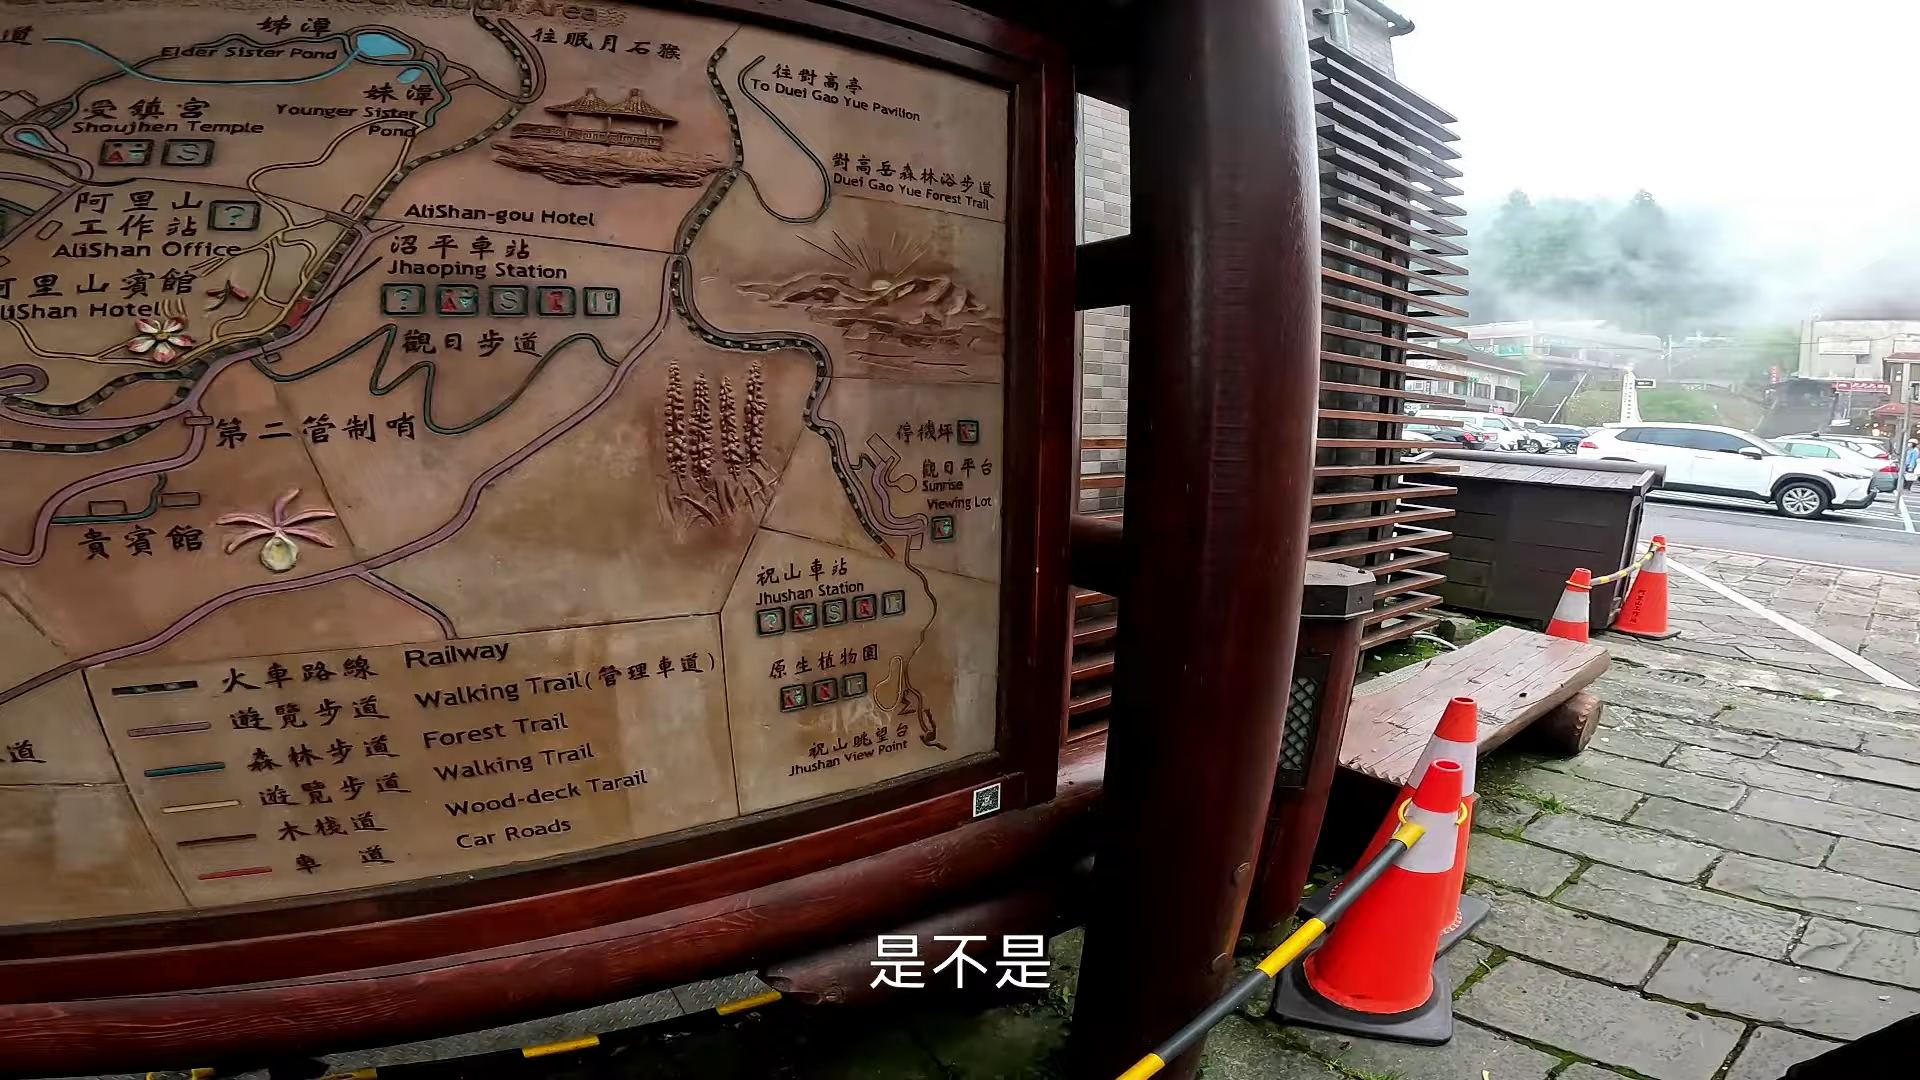 ation Area
道
姊潭
Elder Sister Pond
往眠月石猴
往對高亭
To Duei Gao Yue Pavilion
妹潭
Younger Sister
Pond
受鎮宮
Shoujhen Temple
S
對高岳森林浴步道
Duei Gao Yue Forest Trail
阿里山
工作站
?
AliShan Office
AliShan-gou Hotel
沼平車站
Jhaoping Station
? S
阿里山賓館
liShan Hotel
觀日步道
第二管制哨
停機坪
觀日平台
Sunrise
Viewing Lot
貴賓館
祝山車站
Jhushan Station
? S
原生植物園
祝山眺望台
Jhushan View Point
火車路線 Railway
遊覽步道 Walking Trail(管理車道)
森林步道 Forest Trail
遊覽步道 Walking Trail
木棧道 Wood-deck Tarail
車道 Car Roads
道
是不是